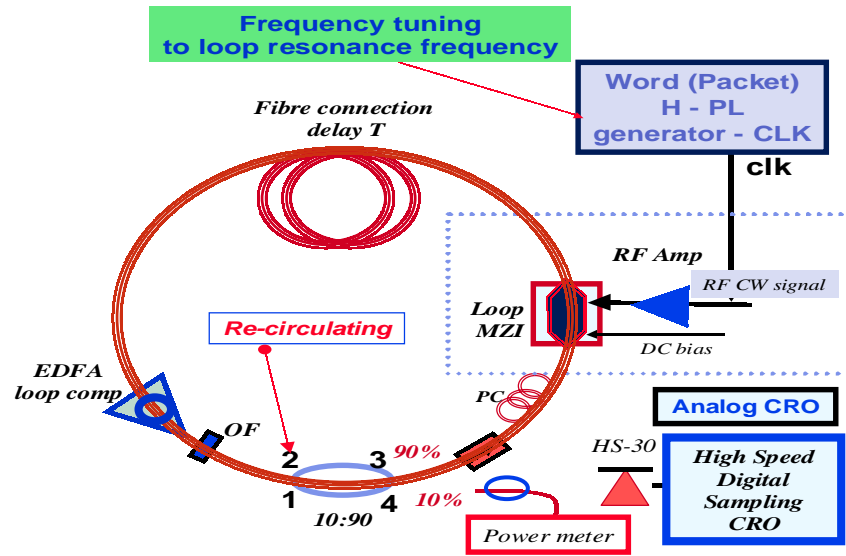 Frequency tuning
to loop resonance frequency
Word (Packet)
H - PL
generator - CLK
clk
Fibre connection
delay T
RF Amp
RF CW signal
Loop
MZI
DC bias
Re-circulating
EDFA
loop comp
OF
PC
Analog CRO
2
3
90%
HS-30
1
4
10%
10:90
High Speed
Digital
Sampling
CRO
Power meter